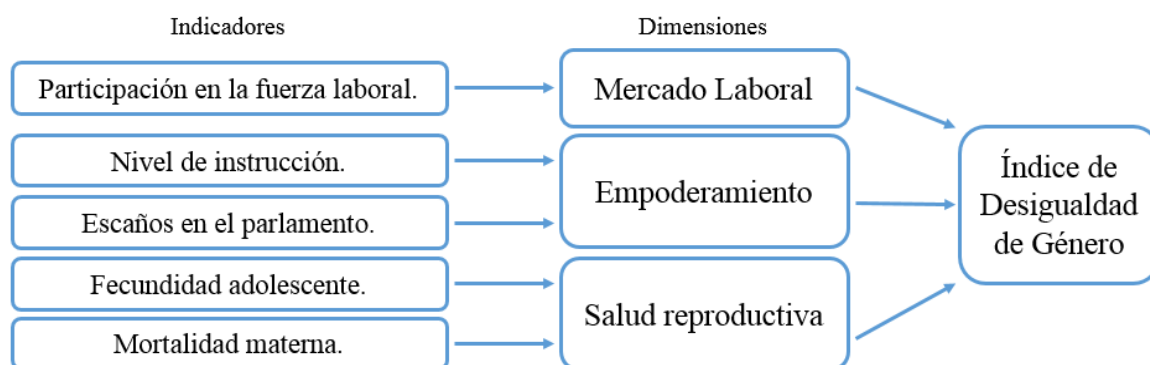 Indicadores
Dimensiones
Participación en la fuerza laboral.
Mercado Laboral
Nivel de instrucción.
Empoderamiento
Escaños en el parlamento.
Fecundidad adolescente.
Salud reproductiva
Mortalidad materna.
Índice de
Desigualdad
de Género